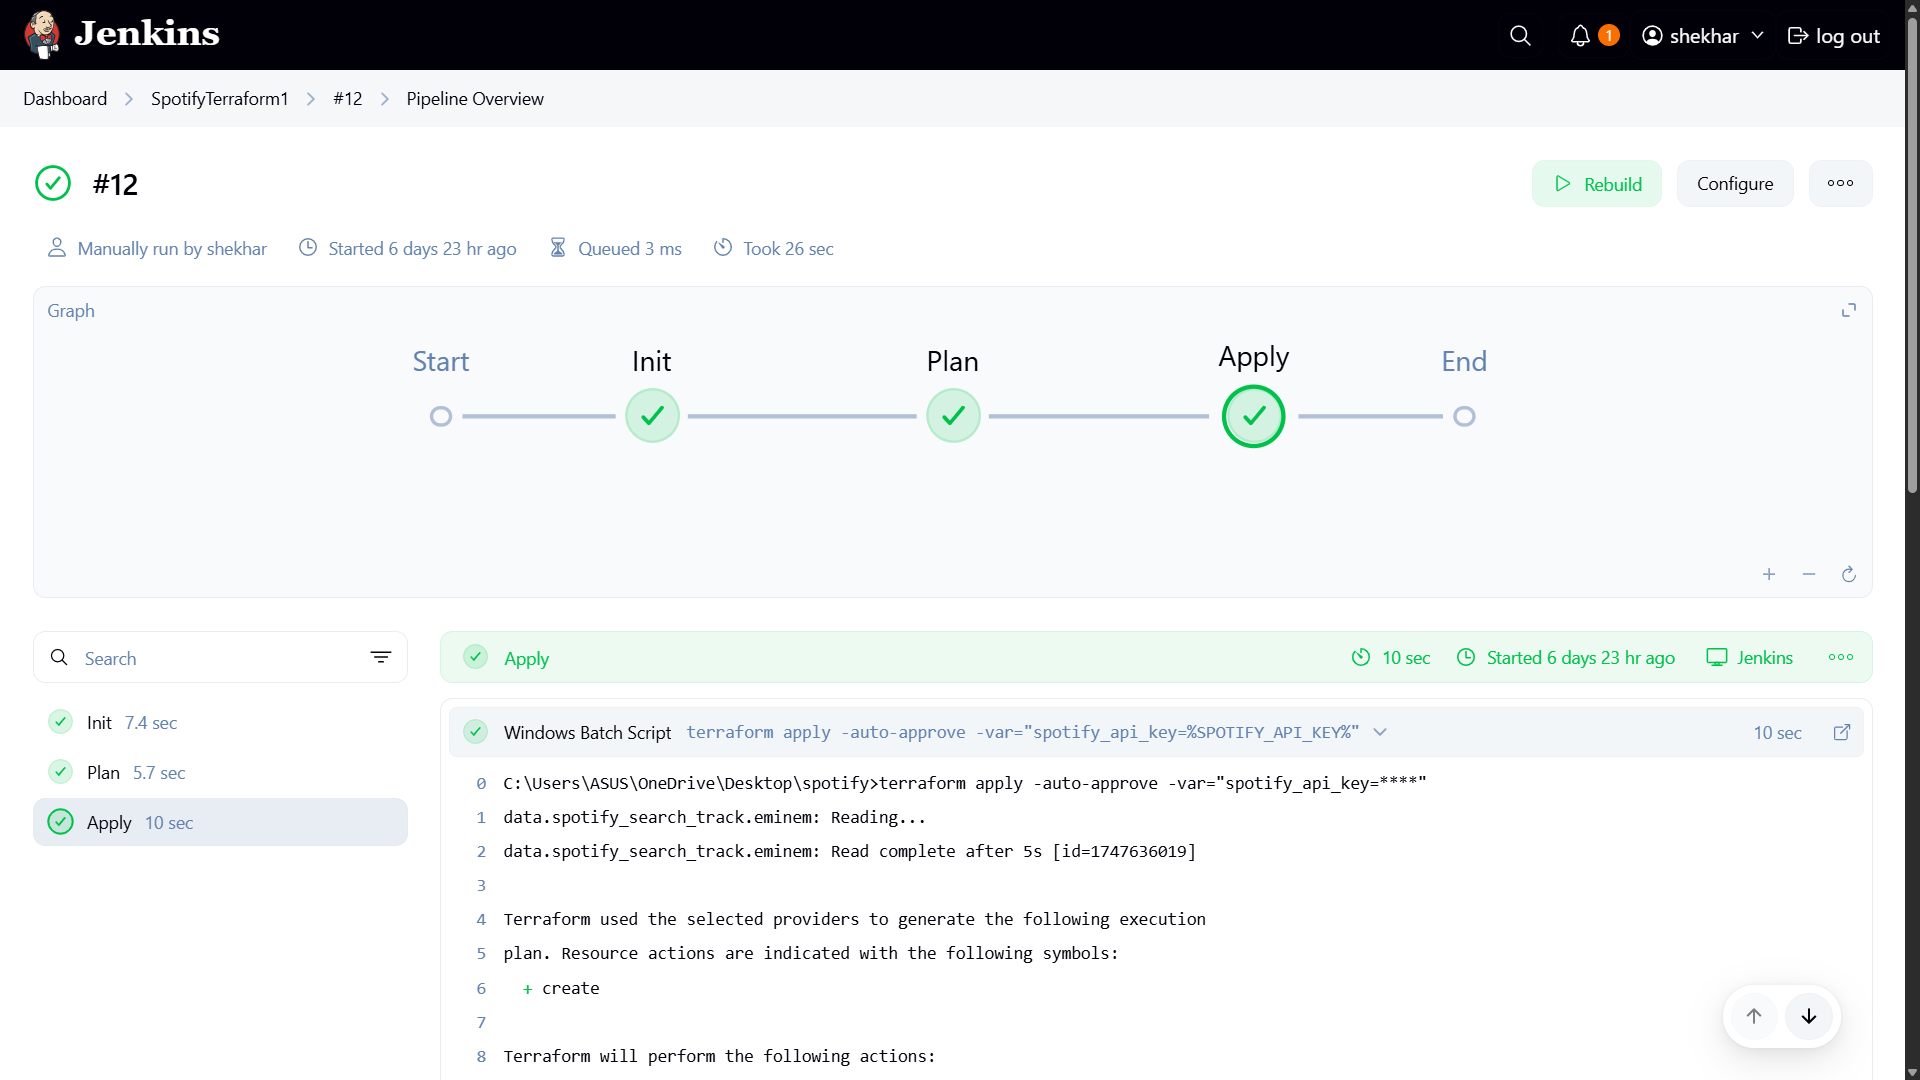 Jenkins
1
shekhar
log out
Dashboard
SpotifyTerraform1
#12
Pipeline Overview
#12
Rebuild
Configure
Manually run by shekhar
Started 6 days 23 hr ago
Queued 3 ms
Took 26 sec
Graph
Start
Init
Plan
Apply
End
Search
Init 7.4 sec
Plan 5.7 sec
Apply 10 sec
Apply
10 sec
Started 6 days 23 hr ago
Jenkins
Windows Batch Script terraform apply -auto-approve -var="spotify_api_key=%SPOTIFY_API_KEY%"
10 sec
0 C:\Users\ASUS\OneDrive\Desktop\spotify>terraform apply -auto-approve -var="spotify_api_key=****"
1 data.spotify_search_track.eminem: Reading...
2 data.spotify_search_track.eminem: Read complete after 5s [id=1747636019]
3
4 Terraform used the selected providers to generate the following execution
5 plan. Resource actions are indicated with the following symbols:
6 + create
7
8 Terraform will perform the following actions: